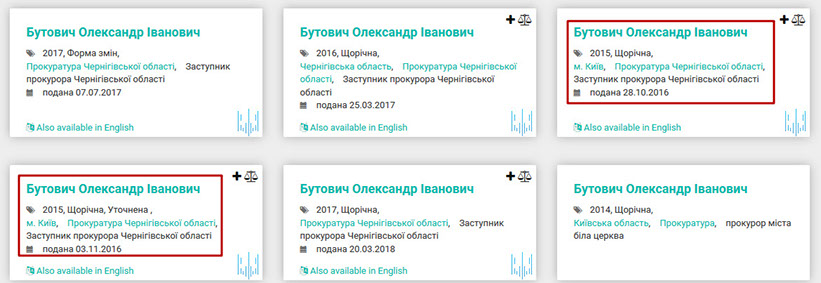 Бутович Олександр Іванович
2017, Форма змін,
Прокуратура Чернігівської області, Заступник
прокурора Чернігівської області
подана 07.07.2017
Also available in English
Бутович Олександр Іванович
2016, Щорічна,
Чернігівська область, Прокуратура Чернігівської
області, Заступник прокурора Чернігівської
області
подана 25.03.2017
Also available in English
Бутович Олександр Іванович
2015, Щорічна,
м. Київ, Прокуратура Чернігівської області,
Заступник прокурора Чернігівської області
подана 28.10.2016
Also available in English
Бутович Олександр Іванович
2015, Щорічна, Уточнена ,
м. Київ, Прокуратура Чернігівської області,
Заступник прокурора Чернігівської області
подана 03.11.2016
Also available in English
Бутович Олександр Іванович
2017, Щорічна,
Прокуратура Чернігівської області, Заступник
прокурора Чернігівської області
подана 20.03.2018
Also available in English
Бутович Олександр Іванович
2014, Щорічна,
Київська область, Прокуратура, прокурор міста
біла церква